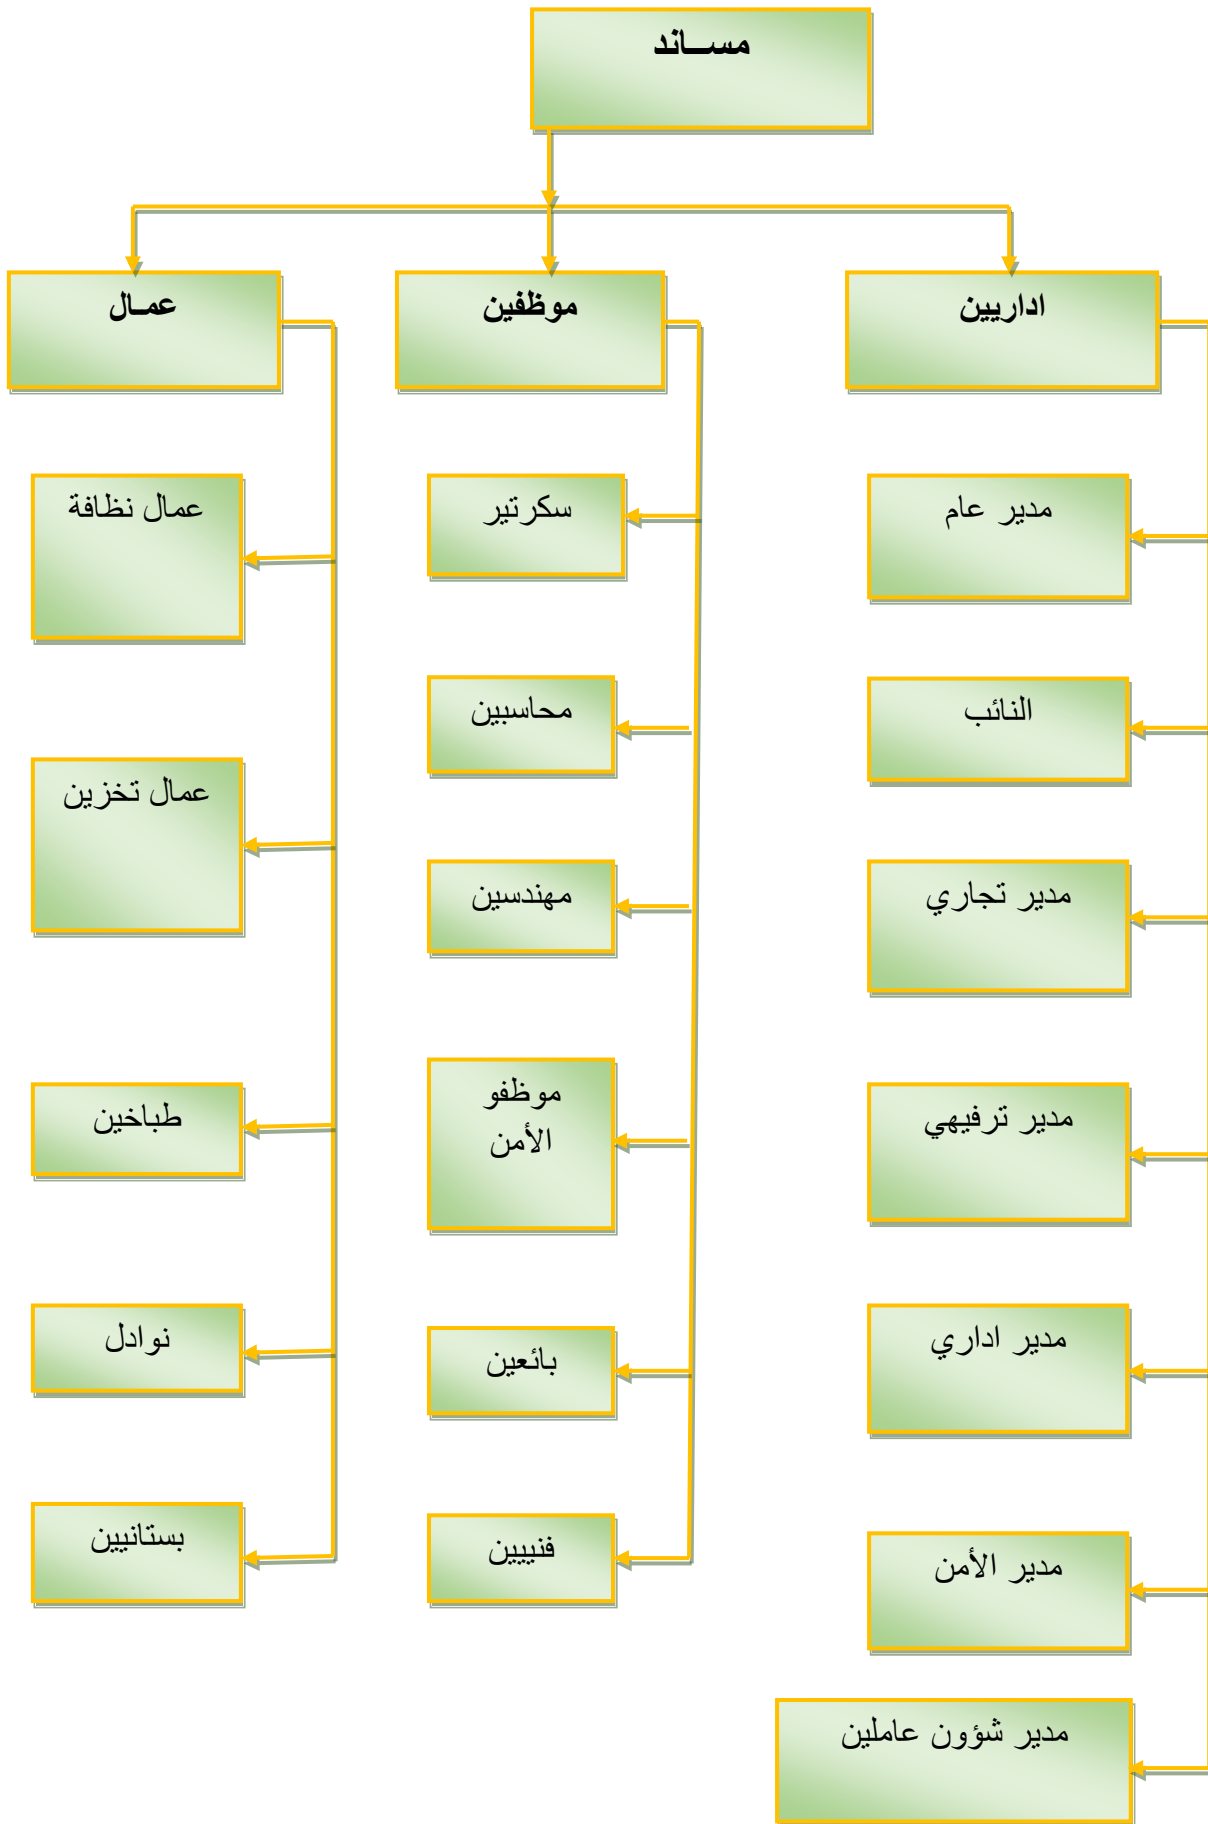 مســاند
اداريين
موظفين
عمـال
مدير عام
النائب
مدير تجاري
مدير ترفيهي
مدير اداري
مدير الأمن
مدير شؤون عاملين
سكرتير
محاسبين
مهندسين
موظفو
الأمن
بائعين
فنييين
عمال نظافة
عمال تخزين
طباخين
نوادل
بستانيين